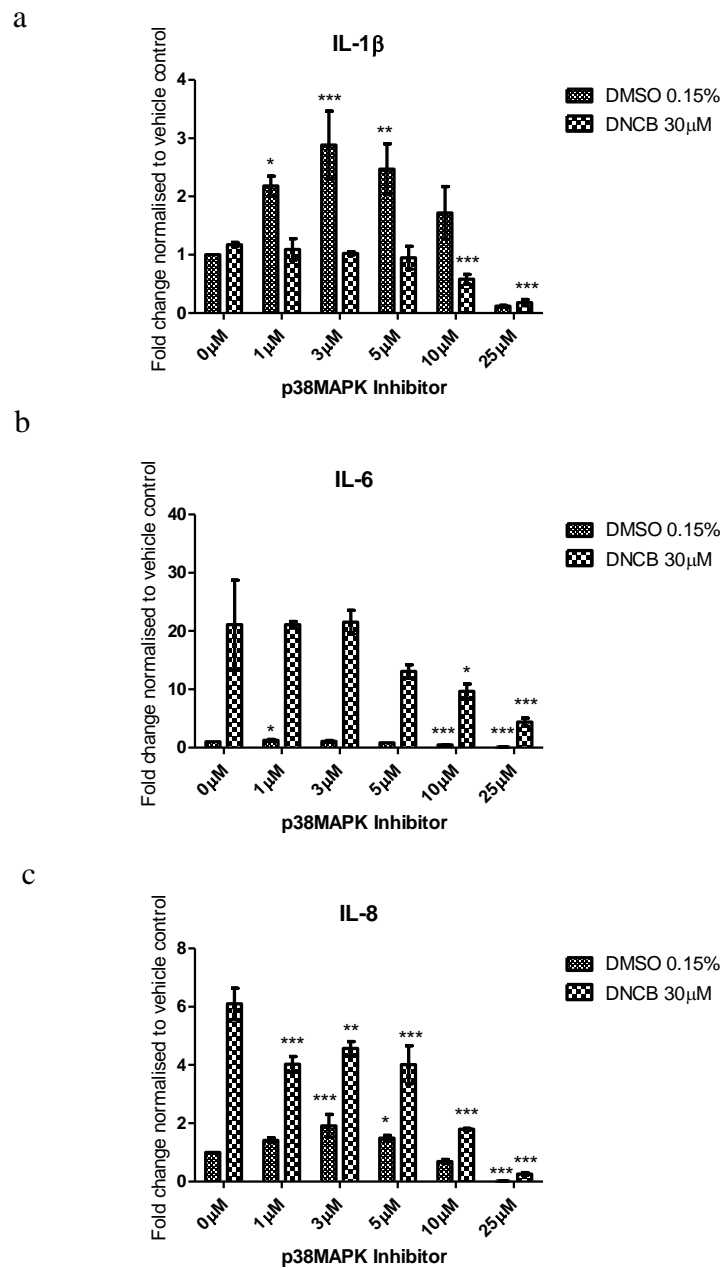 a
IL-1β
Fold change normalised to vehicle control
4
3
2
1
0
*
***
**
***
***
DMSO 0.15%
DNCB 30μM
0μM
1μM
3μM
5μM
10μM
25μM
p38MAPK Inhibitor
b
IL-6
Fold change normalised to vehicle control
40
30
20
10
0
*
***
*
***
***
DMSO 0.15%
DNCB 30μM
0μM
1μM
3μM
5μM
10μM
25μM
p38MAPK Inhibitor
c
IL-8
Fold change normalised to vehicle control
8
6
4
2
0
***
***
**
*
***
***
***
***
DMSO 0.15%
DNCB 30μM
0μM
1μM
3μM
5μM
10μM
25μM
p38MAPK Inhibitor